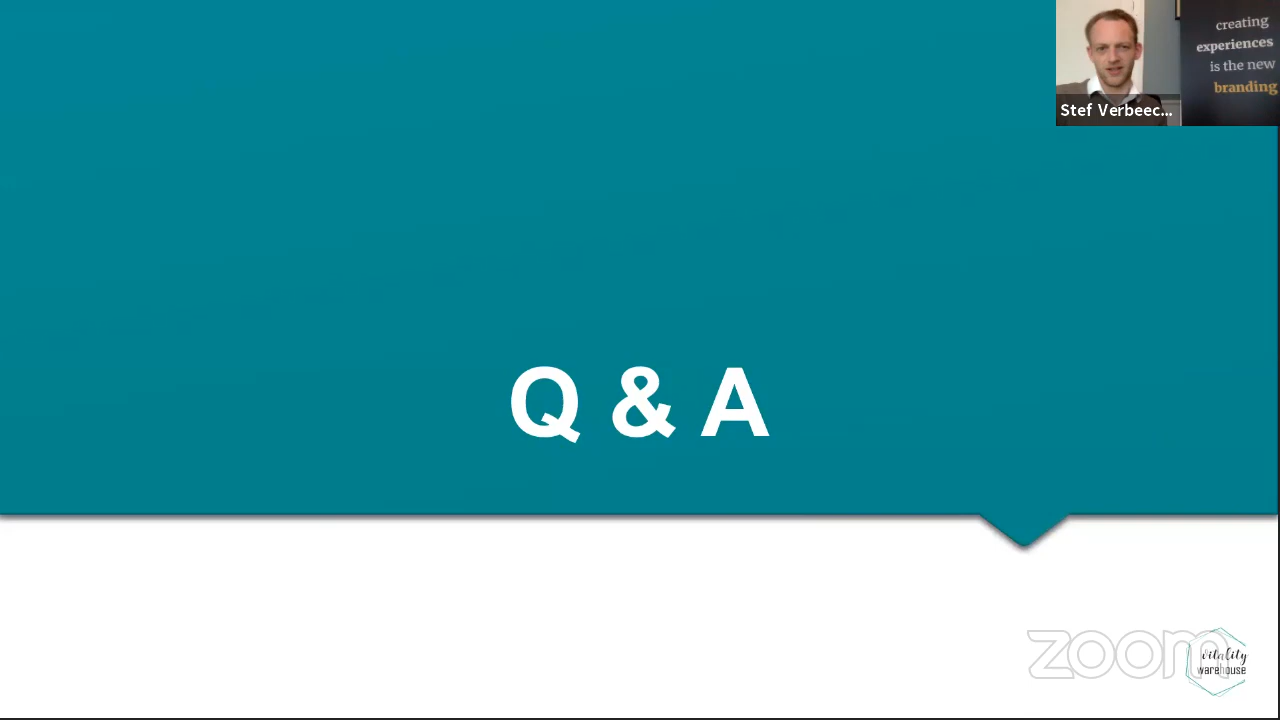 creating
experiences
is the new
branding
Stef Verbeec...
Q & A
zoom
vitality
warehouse